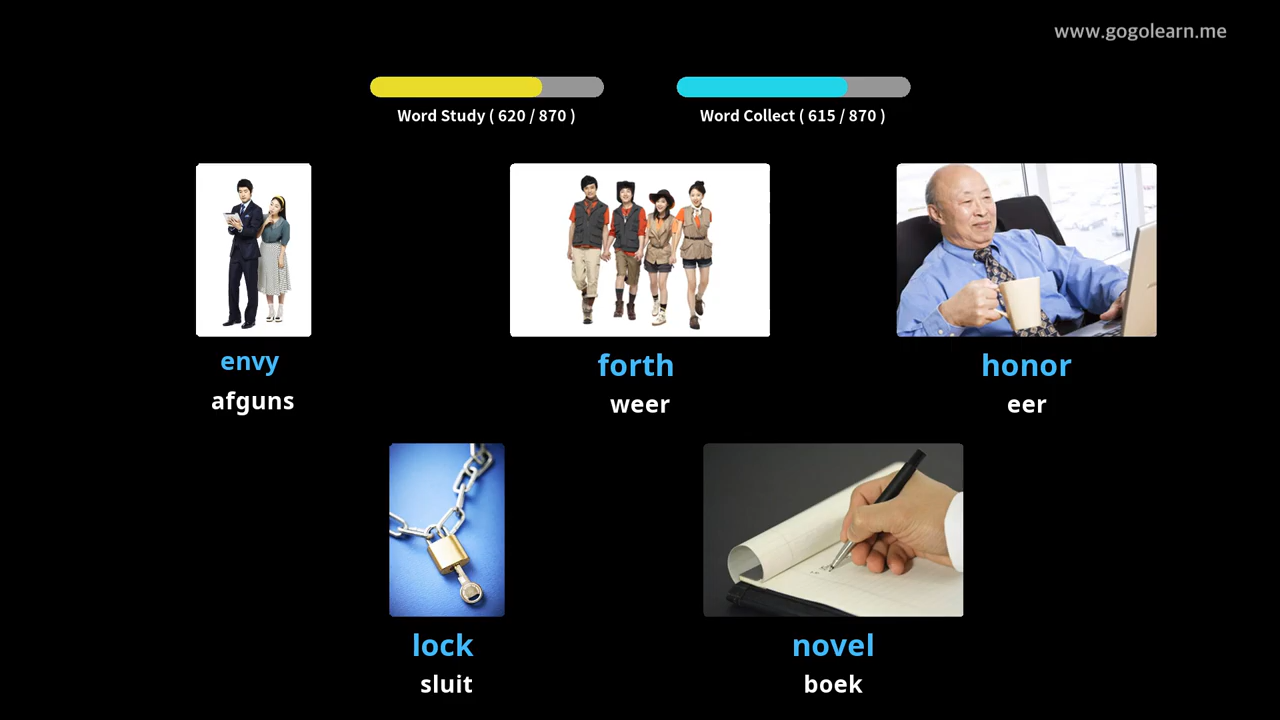 www.gogolearn.me
Word Study ( 620 / 870 )
Word Collect ( 615 / 870 )
envy
afguns
forth
weer
honor
eer
lock
sluit
novel
boek